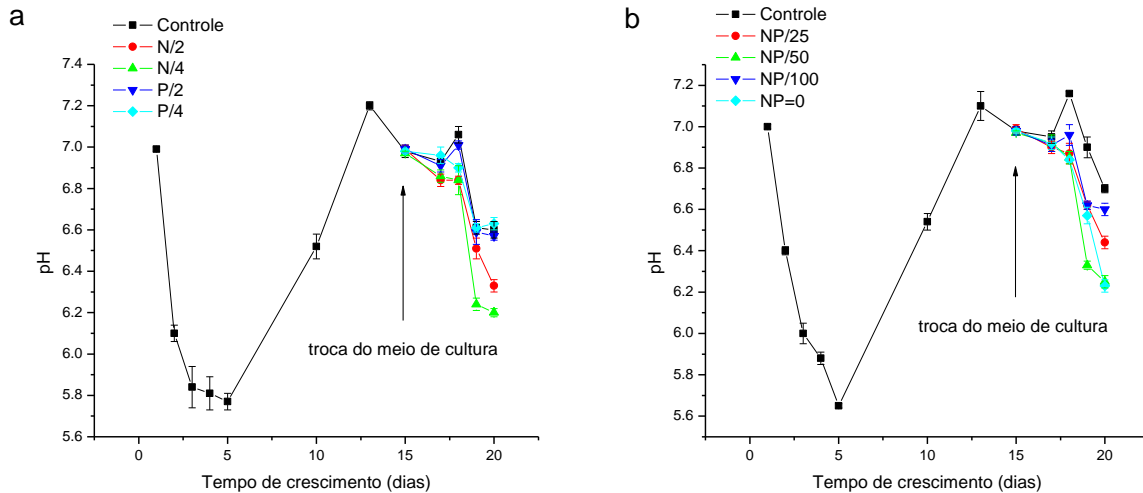 a
Controle
N/2
N/4
P/2
P/4
7.4
7.2
7.0
6.8
6.6
6.4
6.2
6.0
5.8
5.6
pH
troca do meio de cultura
0
5
10
15
20
Tempo de crescimento (dias)
b
Controle
NP/25
NP/50
NP/100
NP=0
7.2
7.0
6.8
6.6
6.4
6.2
6.0
5.8
5.6
pH
troca do meio de cultura
0
5
10
15
20
Tempo de crescimento (dias)